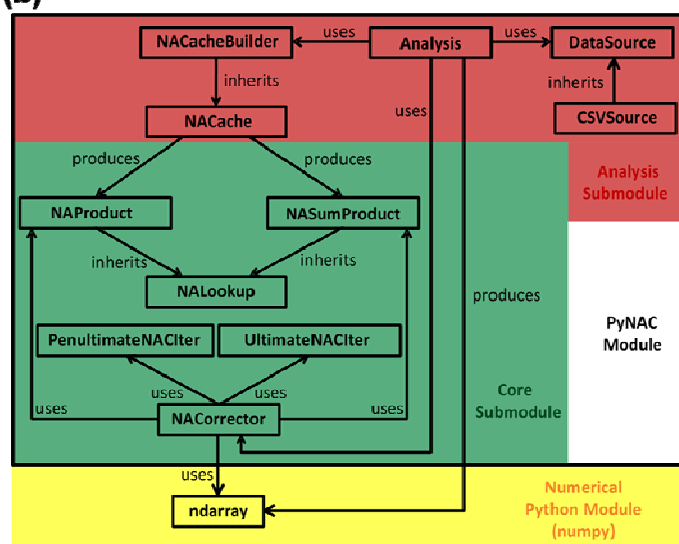 (b)
NACacheBuilder
uses
Analysis
uses
DataSource
inherits
uses
inherits
NACache
CSVSource
produces
produces
Analysis
Submodule
NAProduct
NASumProduct
inherits
inherits
NALookup
produces
PyNAC
Module
PenultimateNACIter
UltimateNACIter
uses
uses
Core
Submodule
uses
NACorrector
uses
uses
ndarray
Numerical
Python Module
(numpy)